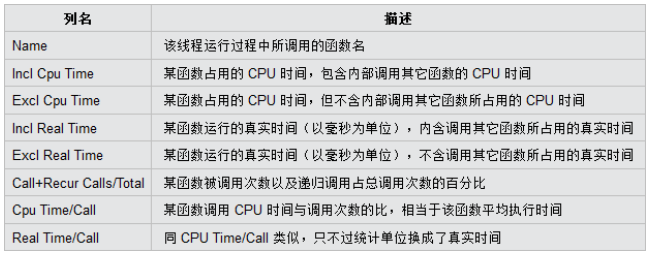 列名 描述
Name 该线程运行过程中所调用的函数名
Incl Cpu Time 某函数占用的 CPU 时间，包含内部调用其它函数的 CPU 时间
Excl Cpu Time 某函数占用的 CPU 时间，但不含内部调用其它函数所占用的 CPU 时间
Incl Real Time 某函数运行的真实时间（以毫秒为单位），内含调用其它函数所占用的真实时间
Excl Real Time 某函数运行的真实时间（以毫秒为单位），不含调用其它函数所占用的真实时间
Call+Recur Calls/Total 某函数被调用次数以及递归调用占总调用次数的百分比
Cpu Time/Call 某函数调用 CPU 时间与调用次数的比，相当于该函数平均执行时间
Real Time/Call 同 CPU Time/Call 类似，只不过统计单位换成了真实时间